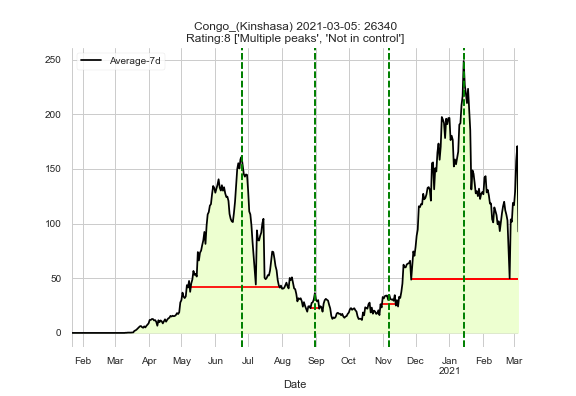 Congo_(Kinshasa) 2021-03-05: 26340
Rating:8 ['Multiple peaks', 'Not in control']
Average-7d
250
200
150
100
50
0
Feb Mar Apr May Jun Jul Aug Sep Oct Nov Dec Jan Feb Mar
2021
Date